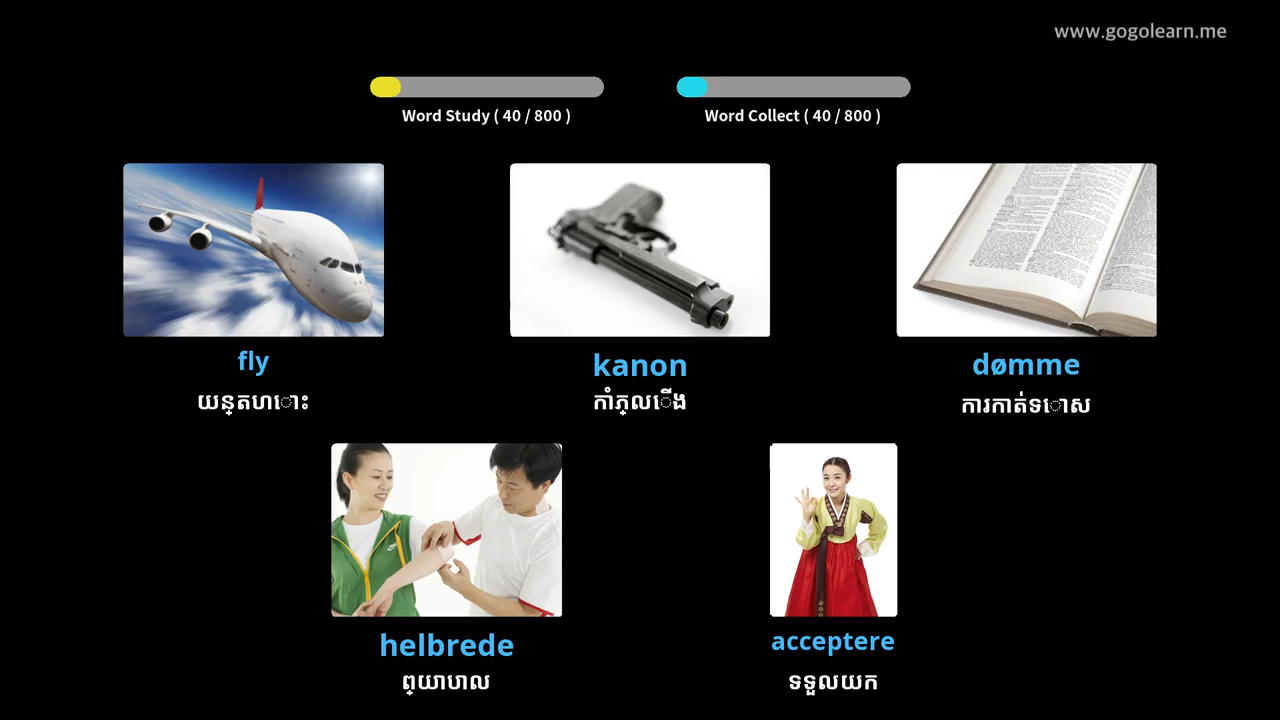 www.gogolearn.me
Word Study ( 40 / 800 )
Word Collect ( 40 / 800 )
fly
យន្តហោះ
kanon
កាំភ្លើង
dømme
ការកាត់ទោស
helbrede
ព្យាបាល
acceptere
ទទួលយក